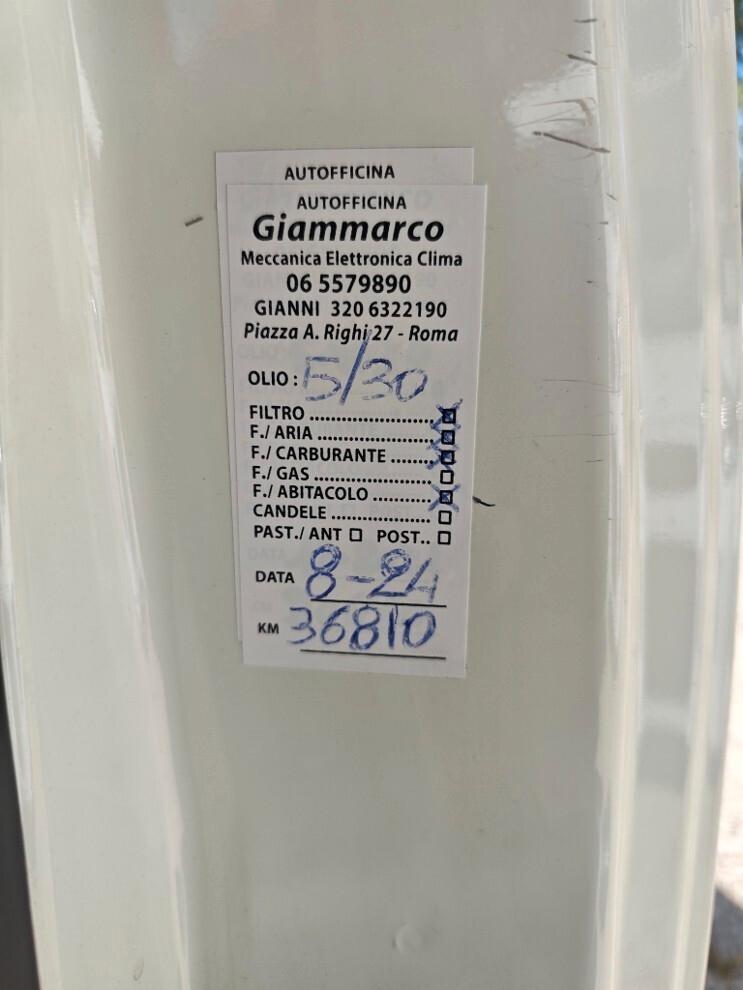 AUTOFFICINA
AUTOFFICINA
Giammarco
Meccanica Elettronica Clima
06 5579890
GIANNI 320 6322190
Piazza A. Righi 27 - Roma
OLIO : 5/30
FILTRO ........................ ☒
F./ ARIA ....................... ☒
F./ CARBURANTE ....... ☒
F./ GAS ........................ ☐
F./ ABITACOLO ........... ☒
CANDELE ................... ☐
PAST./ ANT ☐ POST.. ☐
DATA 8-24
KM 36810